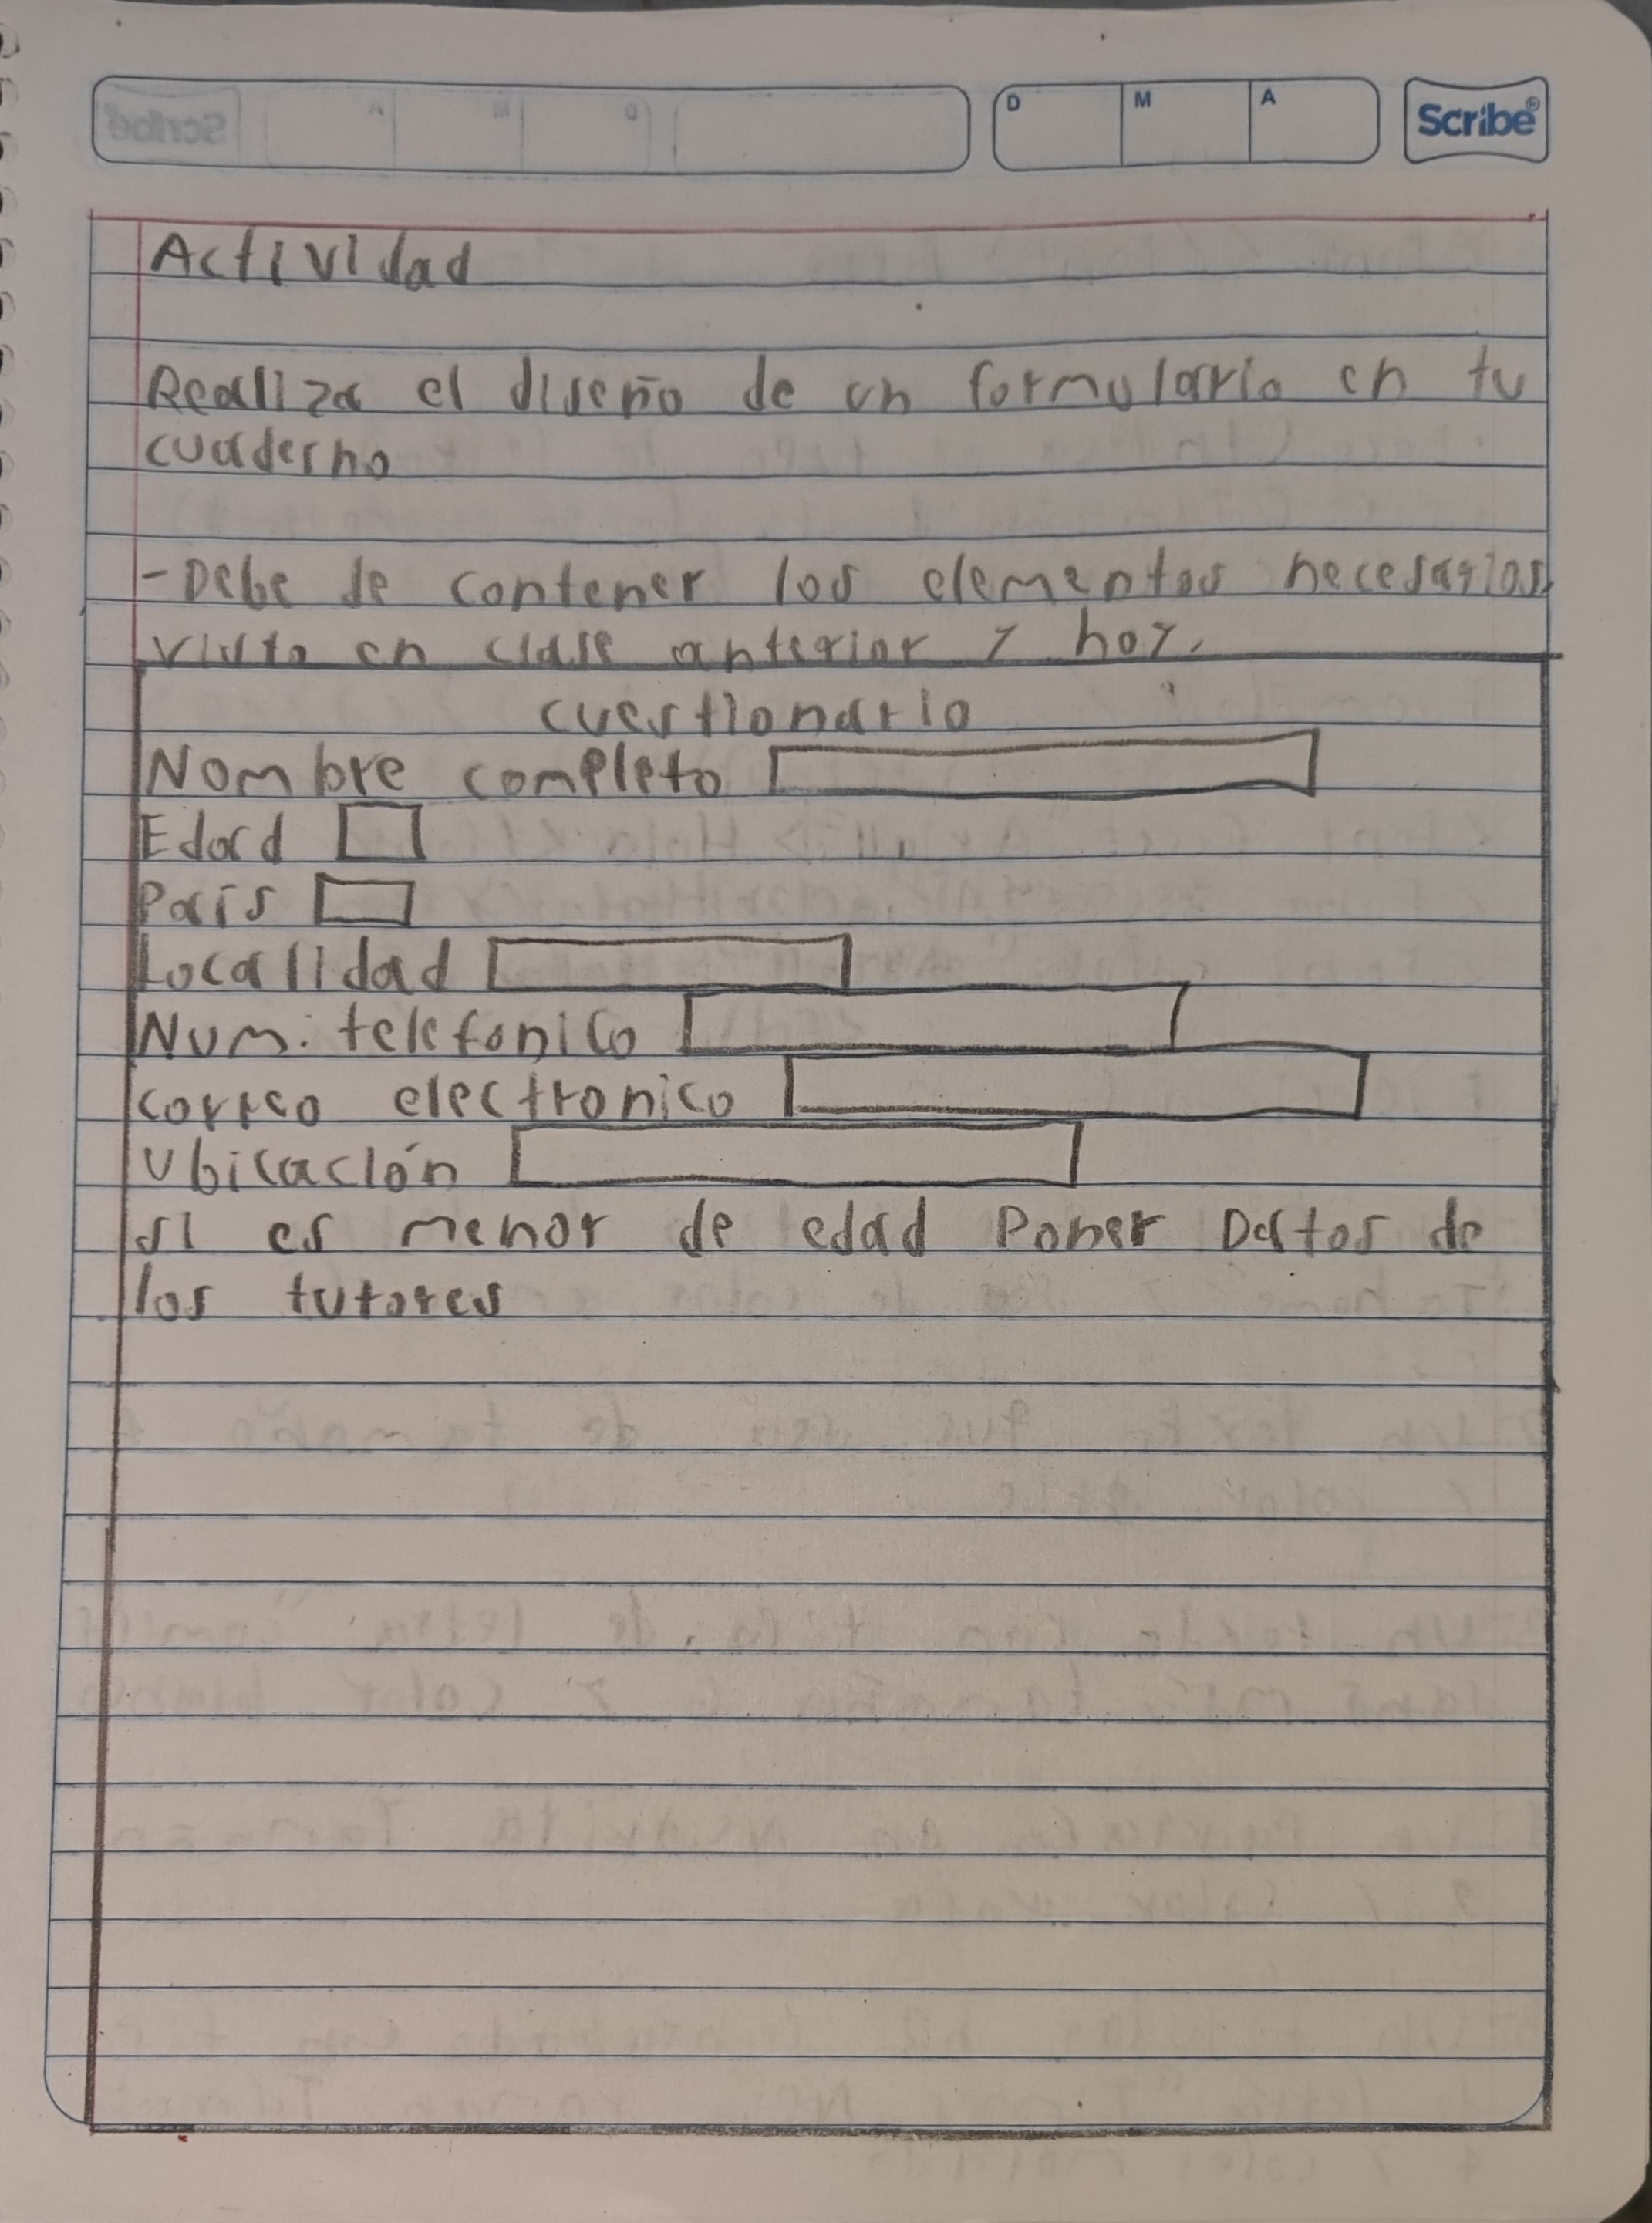 D M A Scribe®
Actividad
Realiza el diseño de un formulario en tu
cuaderno
-Debe de contener los elementos necesarios
visto en clase anterior y hoy.
cuestionario
Nombre completo
Edad
País
Localidad
Num. telefonico
correo electronico
Ubicación
si es menor de edad Poner Datos de
los tutores